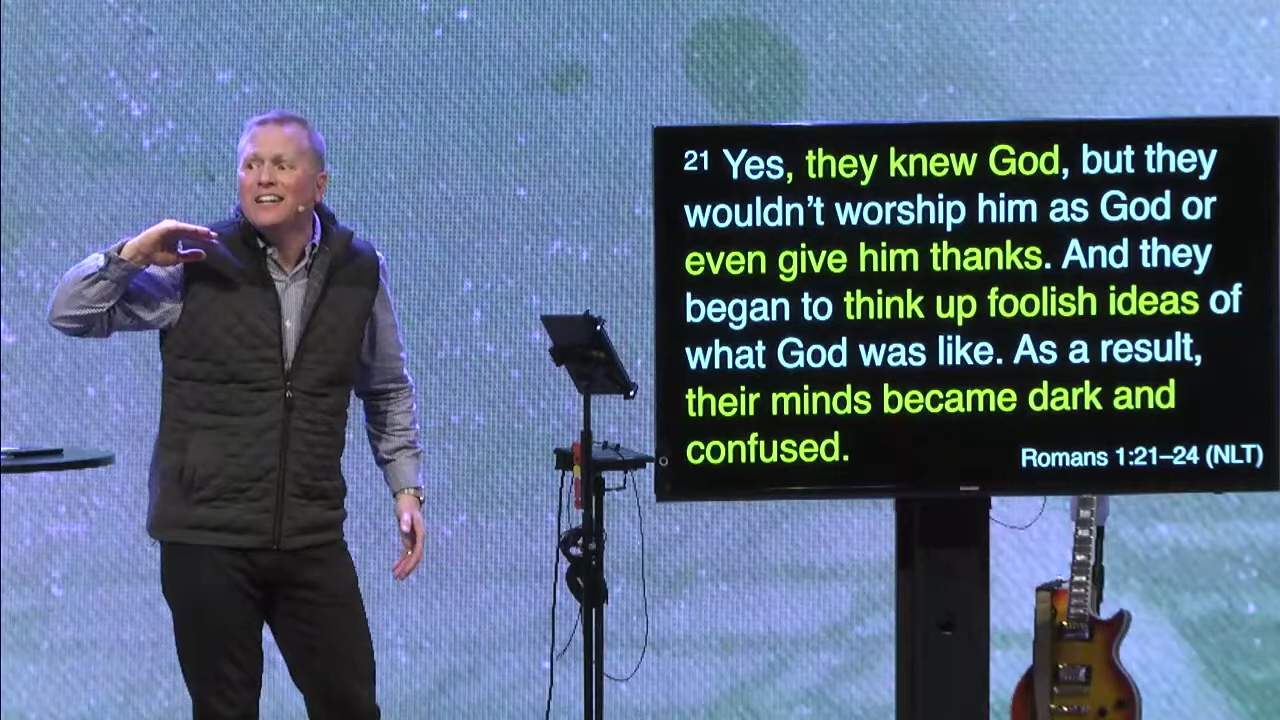 21 Yes, they knew God, but they
wouldn’t worship him as God or
even give him thanks. And they
began to think up foolish ideas of
what God was like. As a result,
their minds became dark and
confused.
Romans 1:21–24 (NLT)